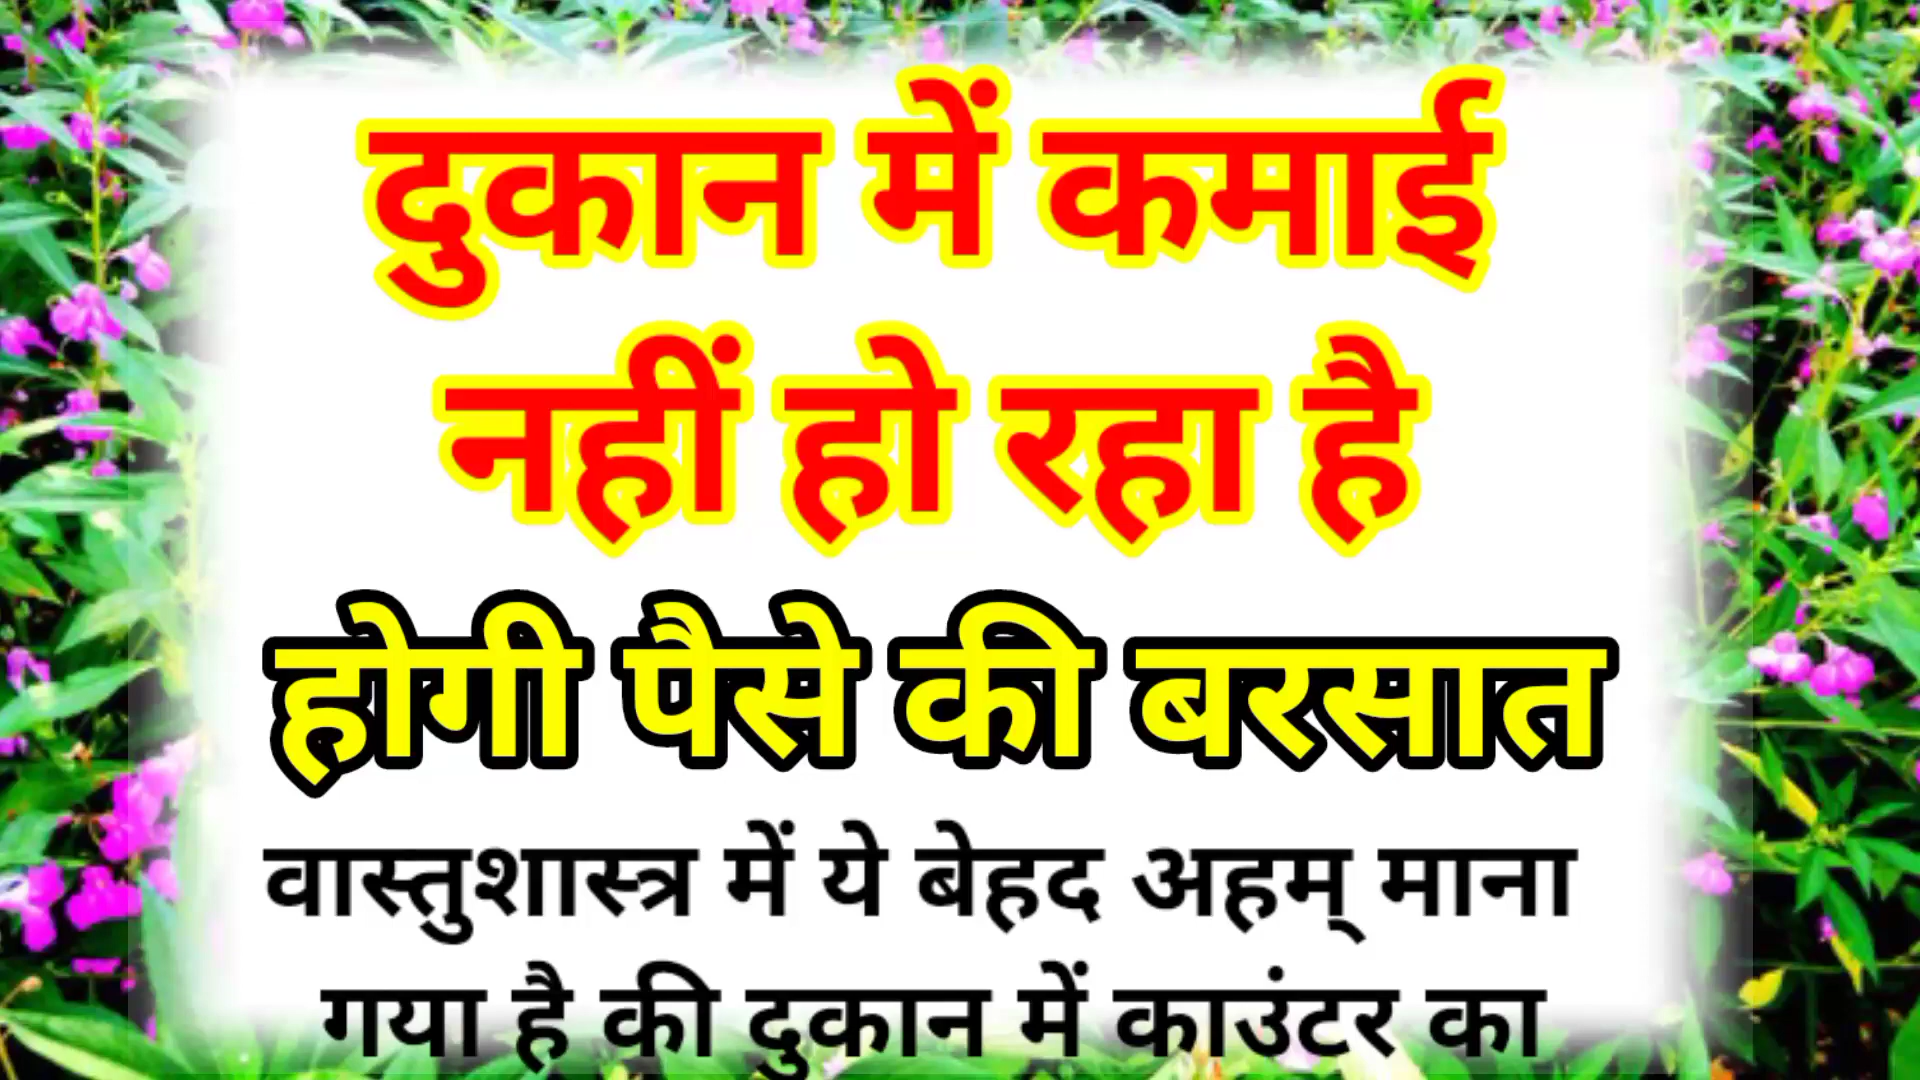 दुकान में कमाई
नहीं हो रहा है
होगी पैसे की बरसात
वास्तुशास्त्र में ये बेहद अहम् माना
गया है की दुकान में काउंटर का